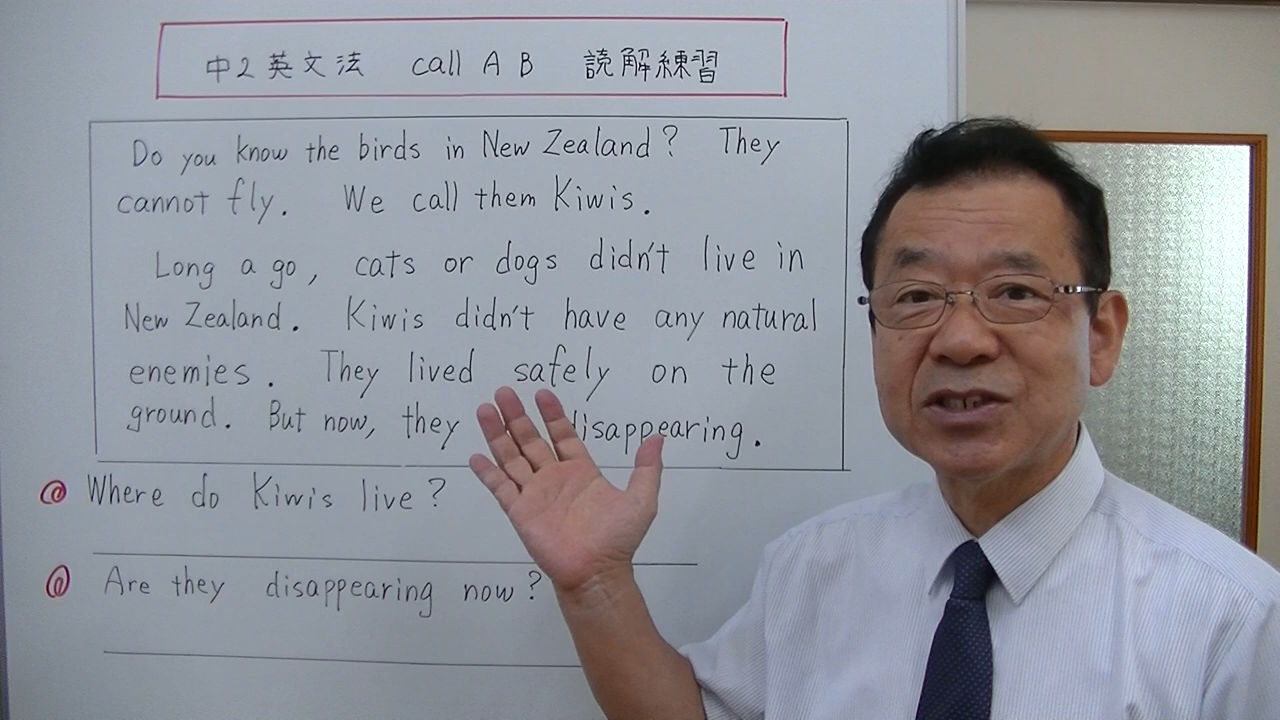 中2英文法 call A B 読解練習
Do you know the birds in New Zealand? They
cannot fly. We call them Kiwis.
Long ago, cats or dogs didn't live in
New Zealand. Kiwis didn't have any natural
enemies. They lived safely on the
ground. But now, they disappearing.
Q Where do Kiwis live?
Q Are they disappearing now?